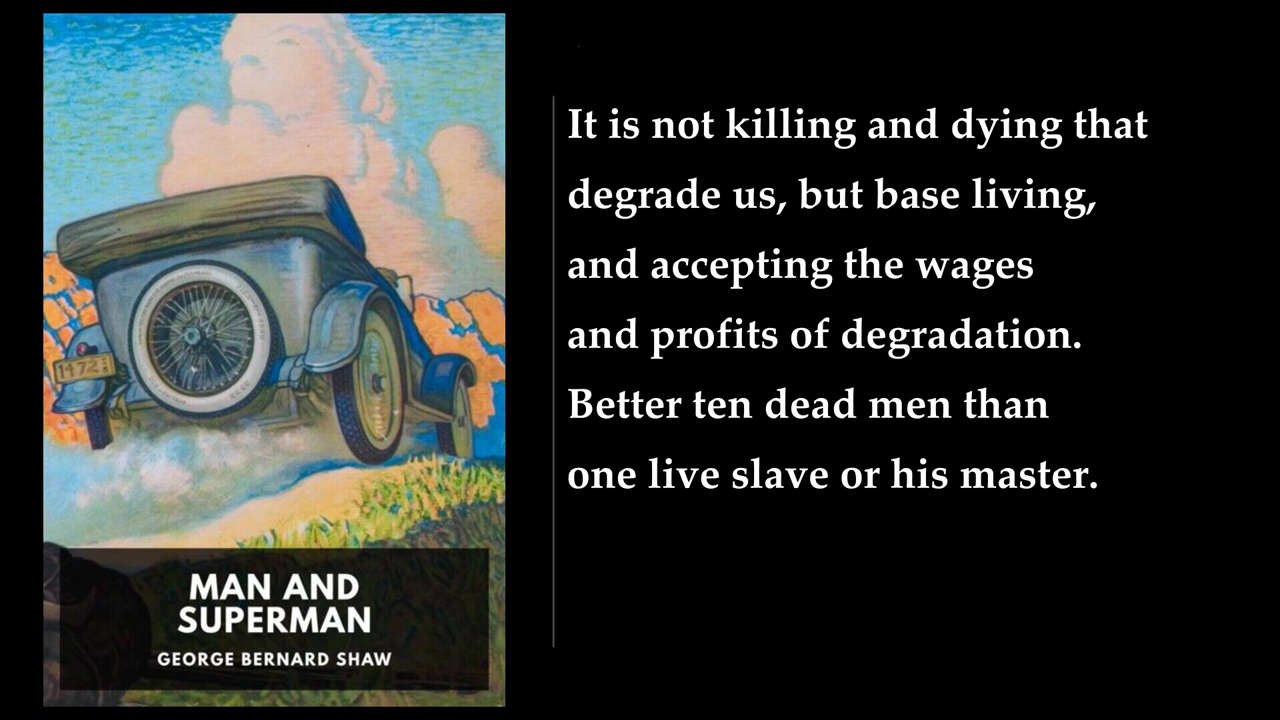 It is not killing and dying that
degrade us, but base living,
and accepting the wages
and profits of degradation.
Better ten dead men than
one live slave or his master.
1472
MAN AND
SUPERMAN
GEORGE BERNARD SHAW